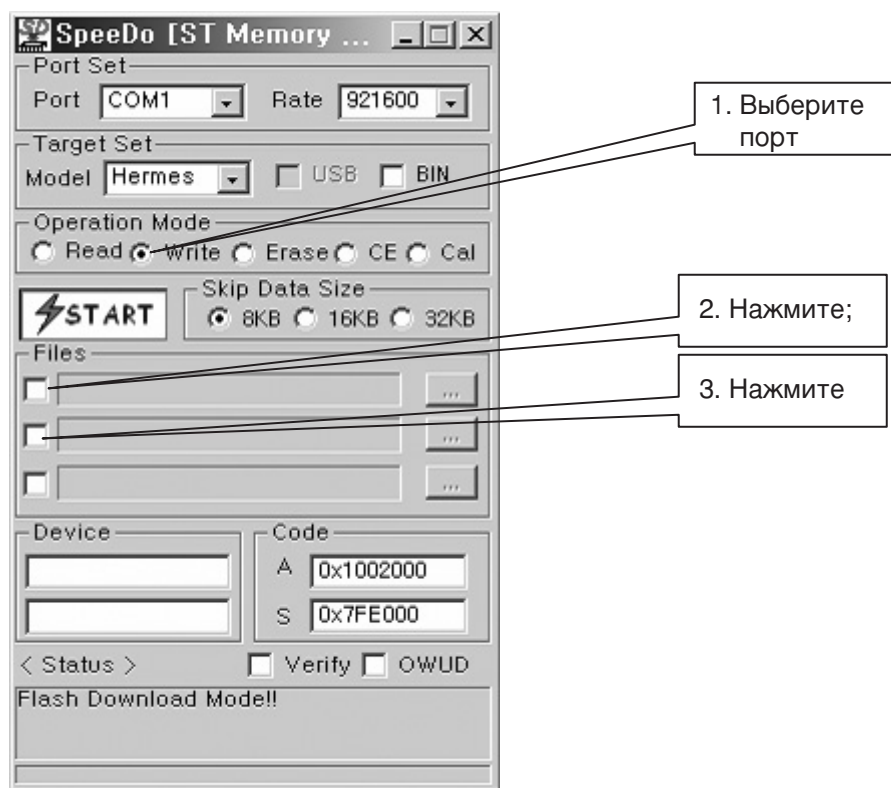 SpeeDo [ST Memory ...
Port Set
Port COM1 Rate 921600
1. Выберите
порт
Target Set
Model Hermes USB BIN
Operation Mode
Read Write Erase CE Cal
START
Skip Data Size
8KB 16KB 32KB
2. Нажмите;
Files
...
3. Нажмите
...
...
Device
Code
A 0x1002000
S 0x7FE000
< Status > Verify OWUD
Flash Download Mode!!